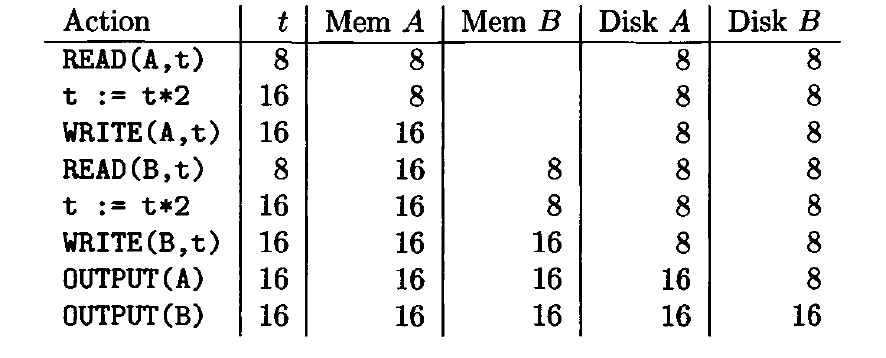 Action t Mem A Mem B Disk A Disk B
READ(A,t) 8 8 8 8
t := t*2 16 8 8 8
WRITE(A,t) 16 16 8 8
READ(B,t) 8 16 8 8 8
t := t*2 16 16 8 8 8
WRITE(B,t) 16 16 16 8 8
OUTPUT(A) 16 16 16 16 8
OUTPUT(B) 16 16 16 16 16